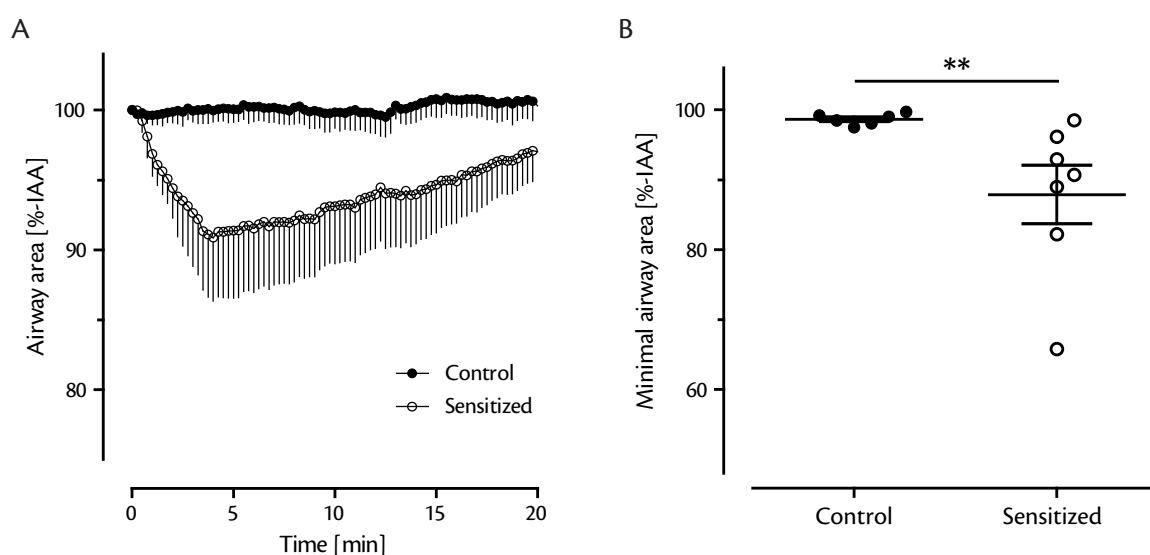 A
Airway area [%-IAA]
100
90
80
Control
Sensitized
0 5 10 15 20
Time [min]
B
**
Minimal airway area [%-IAA]
100
80
60
Control Sensitized